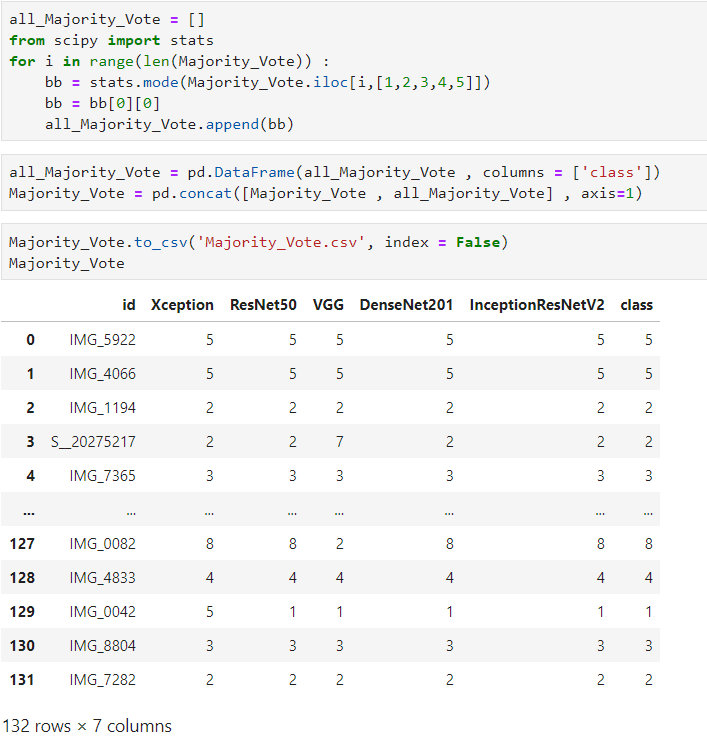 all_Majority_Vote = []
from scipy import stats
for i in range(len(Majority_Vote)) :
    bb = stats.mode(Majority_Vote.iloc[i,[1,2,3,4,5]])
    bb = bb[0][0]
    all_Majority_Vote.append(bb)
all_Majority_Vote = pd.DataFrame(all_Majority_Vote , columns = ['class'])
Majority_Vote = pd.concat([Majority_Vote , all_Majority_Vote] , axis=1)
Majority_Vote.to_csv('Majority_Vote.csv', index = False)
Majority_Vote
id Xception ResNet50 VGG DenseNet201 InceptionResNetV2 class
0 IMG_5922 5 5 5 5 5 5
1 IMG_4066 5 5 5 5 5 5
2 IMG_1194 2 2 2 2 2 2
3 S__20275217 2 2 7 2 2 2
4 IMG_7365 3 3 3 3 3 3
... ... ... ... ... ... ... ...
127 IMG_0082 8 8 2 8 8 8
128 IMG_4833 4 4 4 4 4 4
129 IMG_0042 5 1 1 1 1 1
130 IMG_8804 3 3 3 3 3 3
131 IMG_7282 2 2 2 2 2 2
132 rows × 7 columns